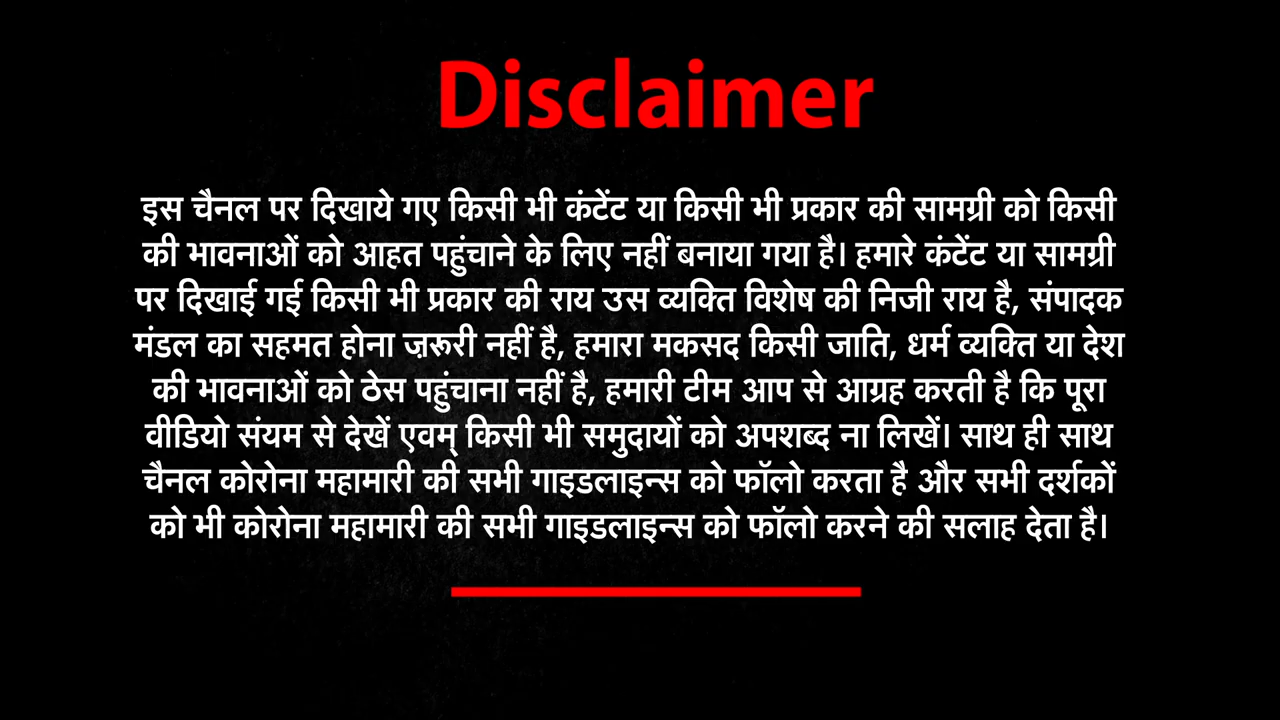 Disclaimer
इस चैनल पर दिखाये गए किसी भी कंटेंट या किसी भी प्रकार की सामग्री को किसी
की भावनाओं को आहत पहुंचाने के लिए नहीं बनाया गया है। हमारे कंटेंट या सामग्री
पर दिखाई गई किसी भी प्रकार की राय उस व्यक्ति विशेष की निजी राय है, संपादक
मंडल का सहमत होना ज़रूरी नहीं है, हमारा मकसद किसी जाति, धर्म व्यक्ति या देश
की भावनाओं को ठेस पहुंचाना नहीं है, हमारी टीम आप से आग्रह करती है कि पूरा
वीडियो संयम से देखें एवम् किसी भी समुदायों को अपशब्द ना लिखें। साथ ही साथ
चैनल कोरोना महामारी की सभी गाइडलाइन्स को फॉलो करता है और सभी दर्शकों
को भी कोरोना महामारी की सभी गाइडलाइन्स को फॉलो करने की सलाह देता है।